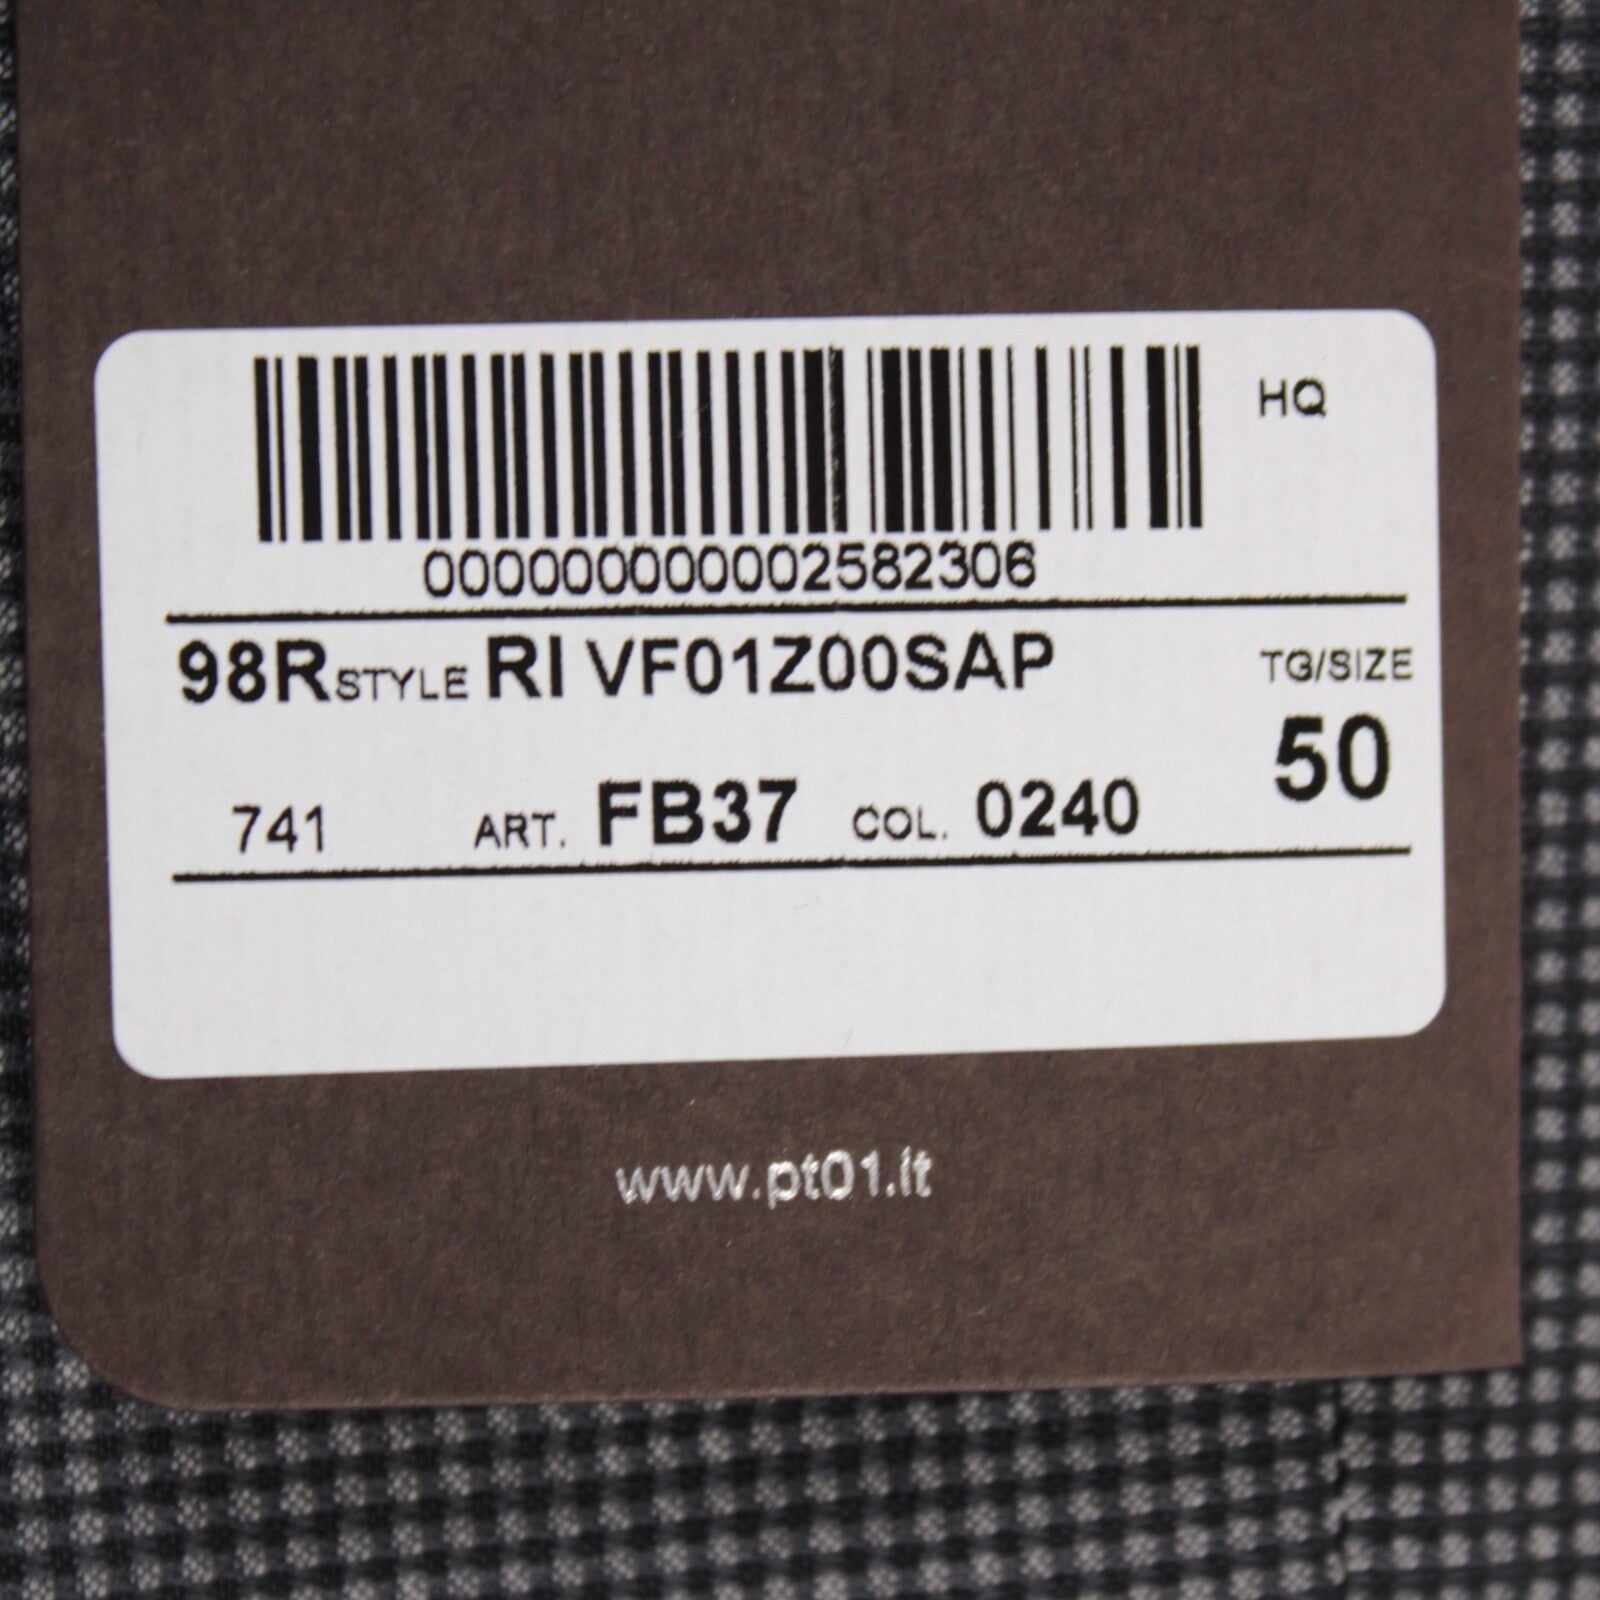 HQ
000000000002582306
98R STYLE RI VF01Z00SAP TG/SIZE
50
741 ART. FB37 COL. 0240
www.pt01.it